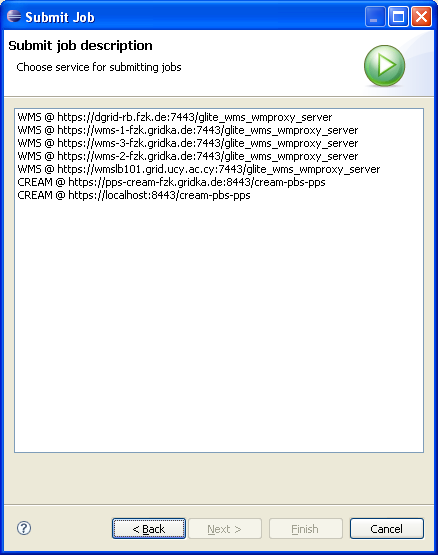 Submit Job
Submit job description
Choose service for submitting jobs
WMS @ https://dgrid-rb.fzk.de:7443/glite_wms_wmproxy_server
WMS @ https://wms-1-fzk.gridka.de:7443/glite_wms_wmproxy_server
WMS @ https://wms-3-fzk.gridka.de:7443/glite_wms_wmproxy_server
WMS @ https://wms-2-fzk.gridka.de:7443/glite_wms_wmproxy_server
WMS @ https://wmslb101.grid.ucy.ac.cy:7443/glite_wms_wmproxy_server
CREAM @ https://pps-cream-fzk.gridka.de:8443/cream-pbs-pps
CREAM @ https://localhost:8443/cream-pbs-pps
? < Back Next > Finish Cancel